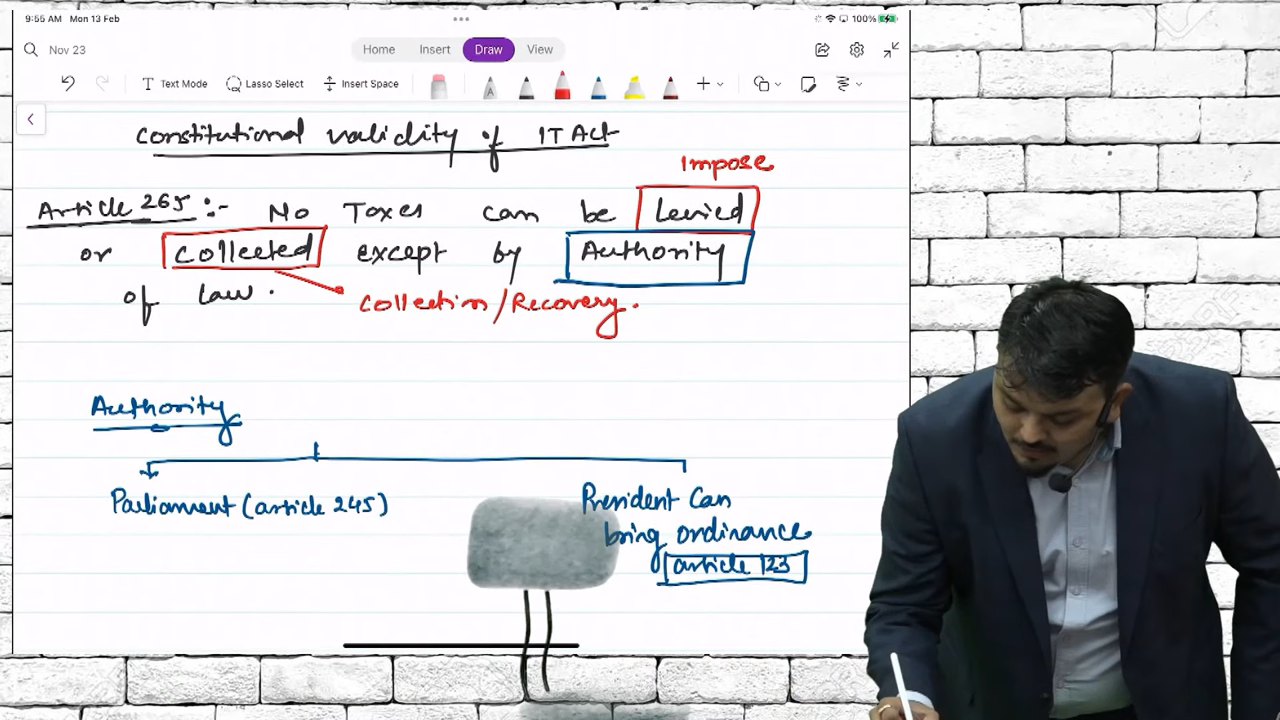 9:55 AM Mon 13 Feb
100%
Nov 23
Home Insert Draw View
Text Mode Lasso Select Insert Space
Constitutional validity of IT Act
Impose
Article 265 :- No Taxes can be Levied
or Collected except by Authority
of law.
Collection/Recovery.
Authority
Parliament (article 245)
President Can
bring ordinance
article 123